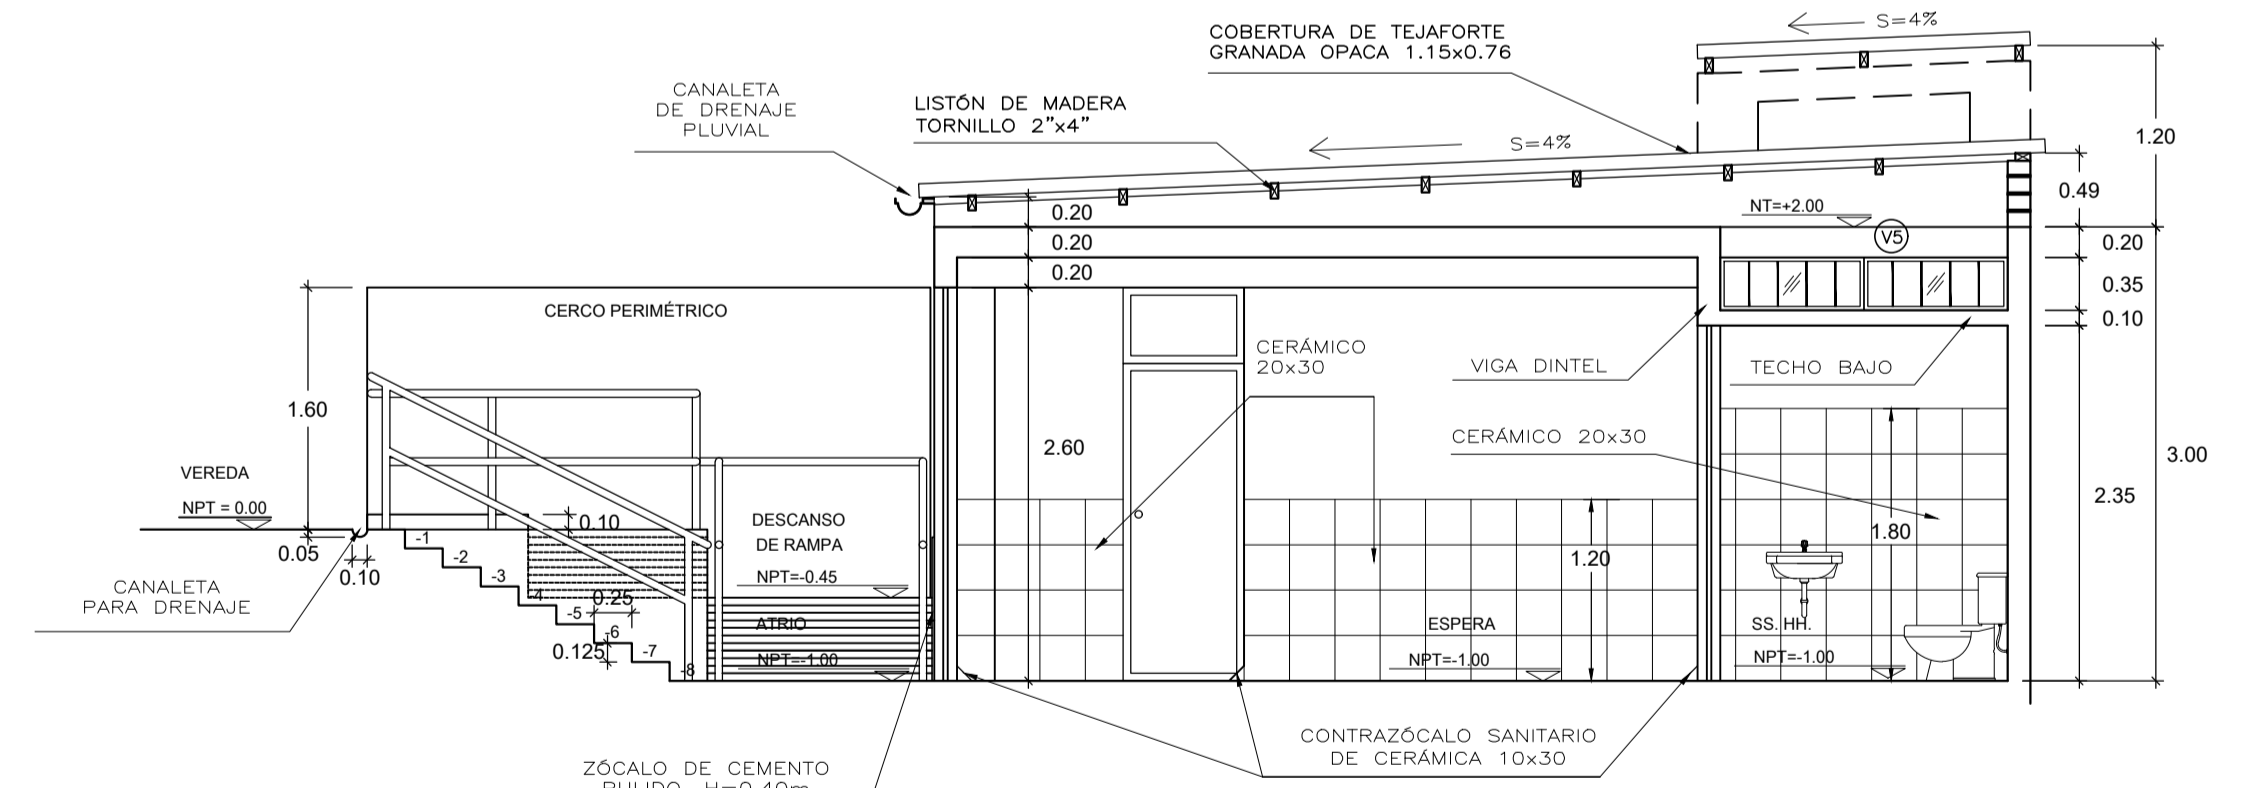 S=4%
COBERTURA DE TEJAFORTE
GRANADA OPACA 1.15x0.76
CANALETA
DE DRENAJE
PLUVIAL
LISTÓN DE MADERA
TORNILLO 2"x4"
S=4%
1.20
0.49
NT=+2.00
V5
0.20
0.20
0.20
0.20
0.35
0.10
CERCO PERIMÉTRICO
CERÁMICO
20x30
VIGA DINTEL
TECHO BAJO
1.60
2.60
CERÁMICO 20x30
3.00
2.35
VEREDA
NPT = 0.00
0.05
0.10
0.10
CANALETA
PARA DRENAJE
-1
-2
-3
-4
-5
-6
-7
-8
0.25
0.125
DESCANSO
DE RAMPA
NPT=-0.45
ATRIO
NPT=-1.00
1.20
1.80
ESPERA
NPT=-1.00
SS. HH.
NPT=-1.00
CONTRAZÓCALO SANITARIO
DE CERÁMICA 10x30
ZÓCALO DE CEMENTO
PULIDO H=0.40m